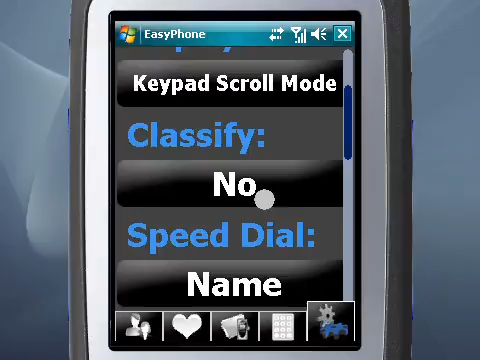 EasyPhone
Keypad Scroll Mode
Classify:
No
Speed Dial:
Name